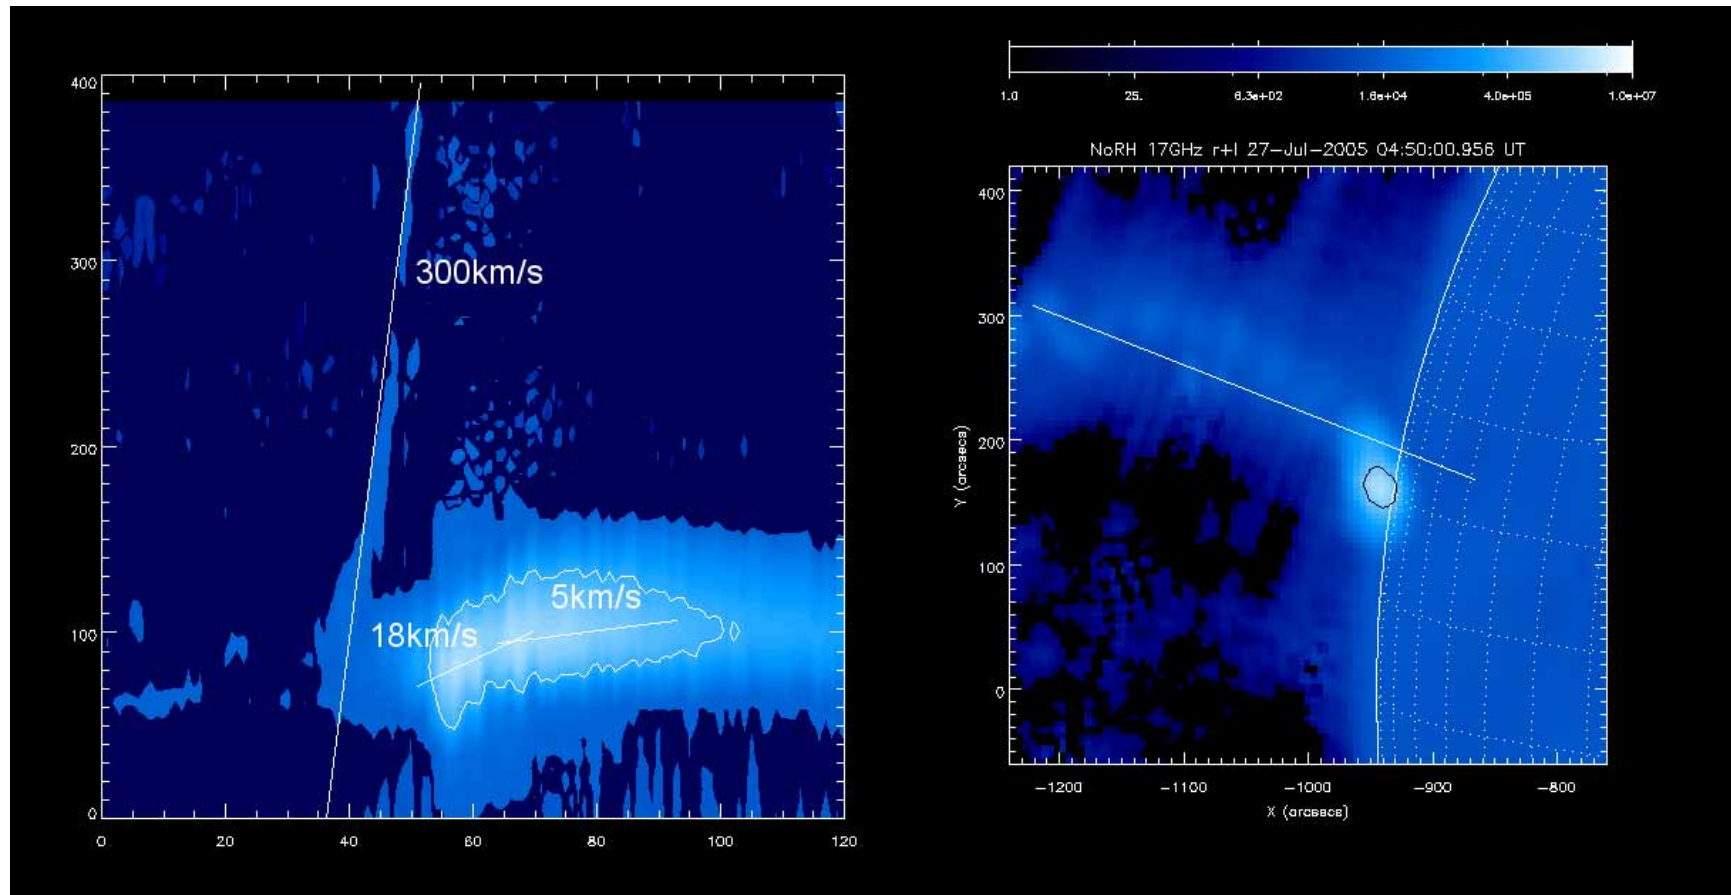 400
300
200
100
0
0 20 40 60 80 100 120
300km/s
5km/s
18km/s
1.0 25. 6.3e+02 1.6e+04 4.0e+05 1.0e+07
NoRH 17GHz r+l 27-Jul-2005 04:50:00.956 UT
400
300
200
100
0
Y (arcsecs)
-1200 -1100 -1000 -900 -800
X (arcsecs)